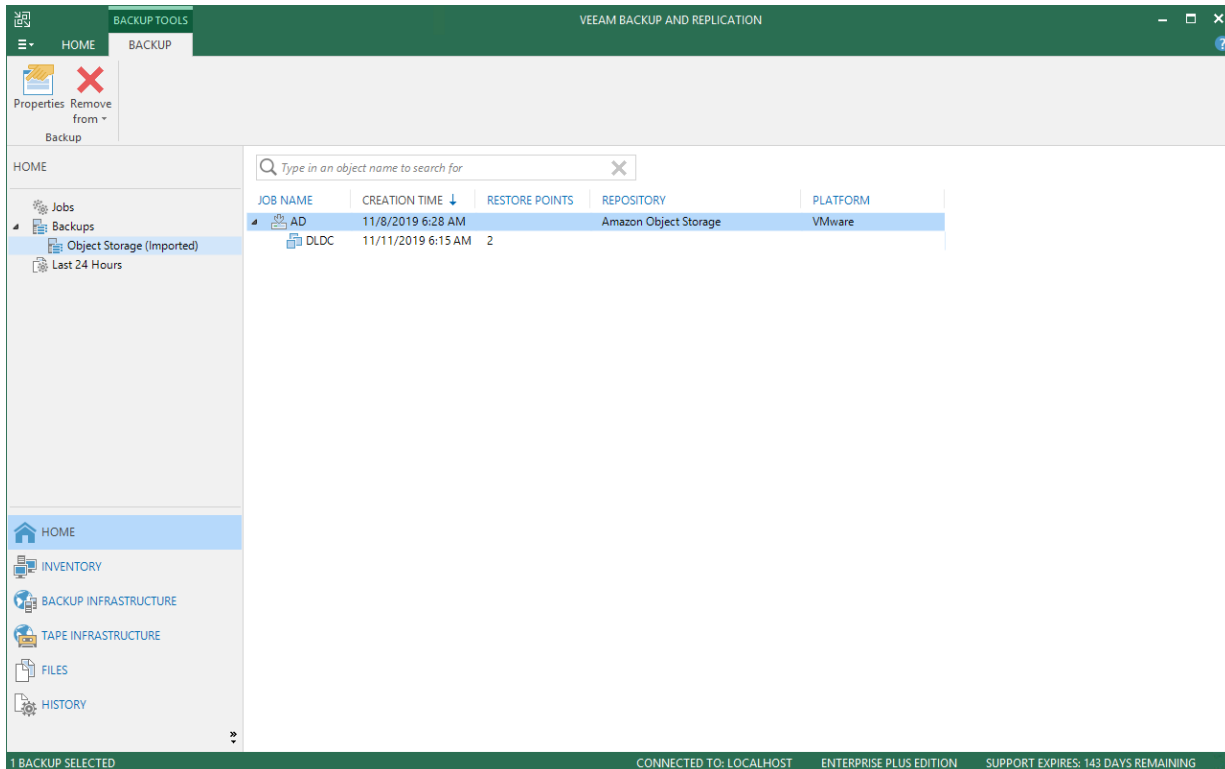 BACKUP TOOLS
VEEAM BACKUP AND REPLICATION
HOME BACKUP
Properties Remove from
Backup
HOME
Jobs
Backups
Object Storage (Imported)
Last 24 Hours
Type in an object name to search for
JOB NAME CREATION TIME RESTORE POINTS REPOSITORY PLATFORM
AD 11/8/2019 6:28 AM Amazon Object Storage VMware
DLDC 11/11/2019 6:15 AM 2
HOME
INVENTORY
BACKUP INFRASTRUCTURE
TAPE INFRASTRUCTURE
FILES
HISTORY
1 BACKUP SELECTED CONNECTED TO: LOCALHOST ENTERPRISE PLUS EDITION SUPPORT EXPIRES: 143 DAYS REMAINING